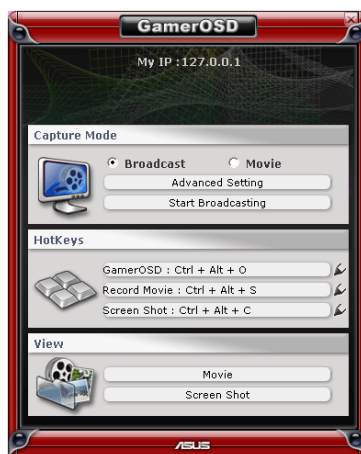 GamerOSD
My IP :127.0.0.1
Capture Mode
Broadcast Movie
Advanced Setting
Start Broadcasting
HotKeys
GamerOSD : Ctrl + Alt + O
Record Movie : Ctrl + Alt + S
Screen Shot : Ctrl + Alt + C
View
Movie
Screen Shot
ASUS